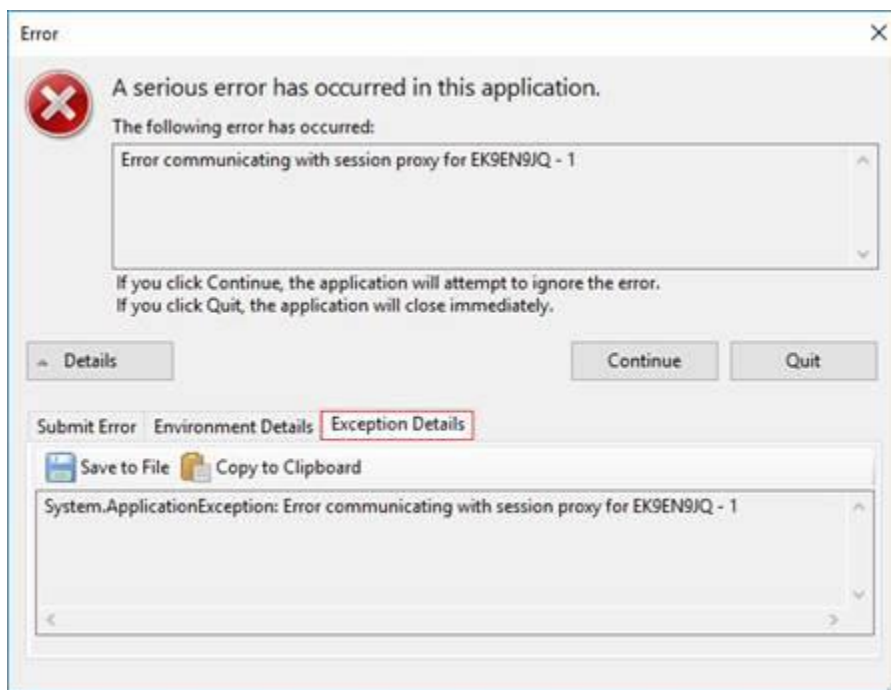 Error
A serious error has occurred in this application.
The following error has occurred:
Error communicating with session proxy for EK9EN9JQ - 1
If you click Continue, the application will attempt to ignore the error.
If you click Quit, the application will close immediately.
Details
Continue
Quit
Submit Error
Environment Details
Exception Details
Save to File
Copy to Clipboard
System.ApplicationException: Error communicating with session proxy for EK9EN9JQ - 1